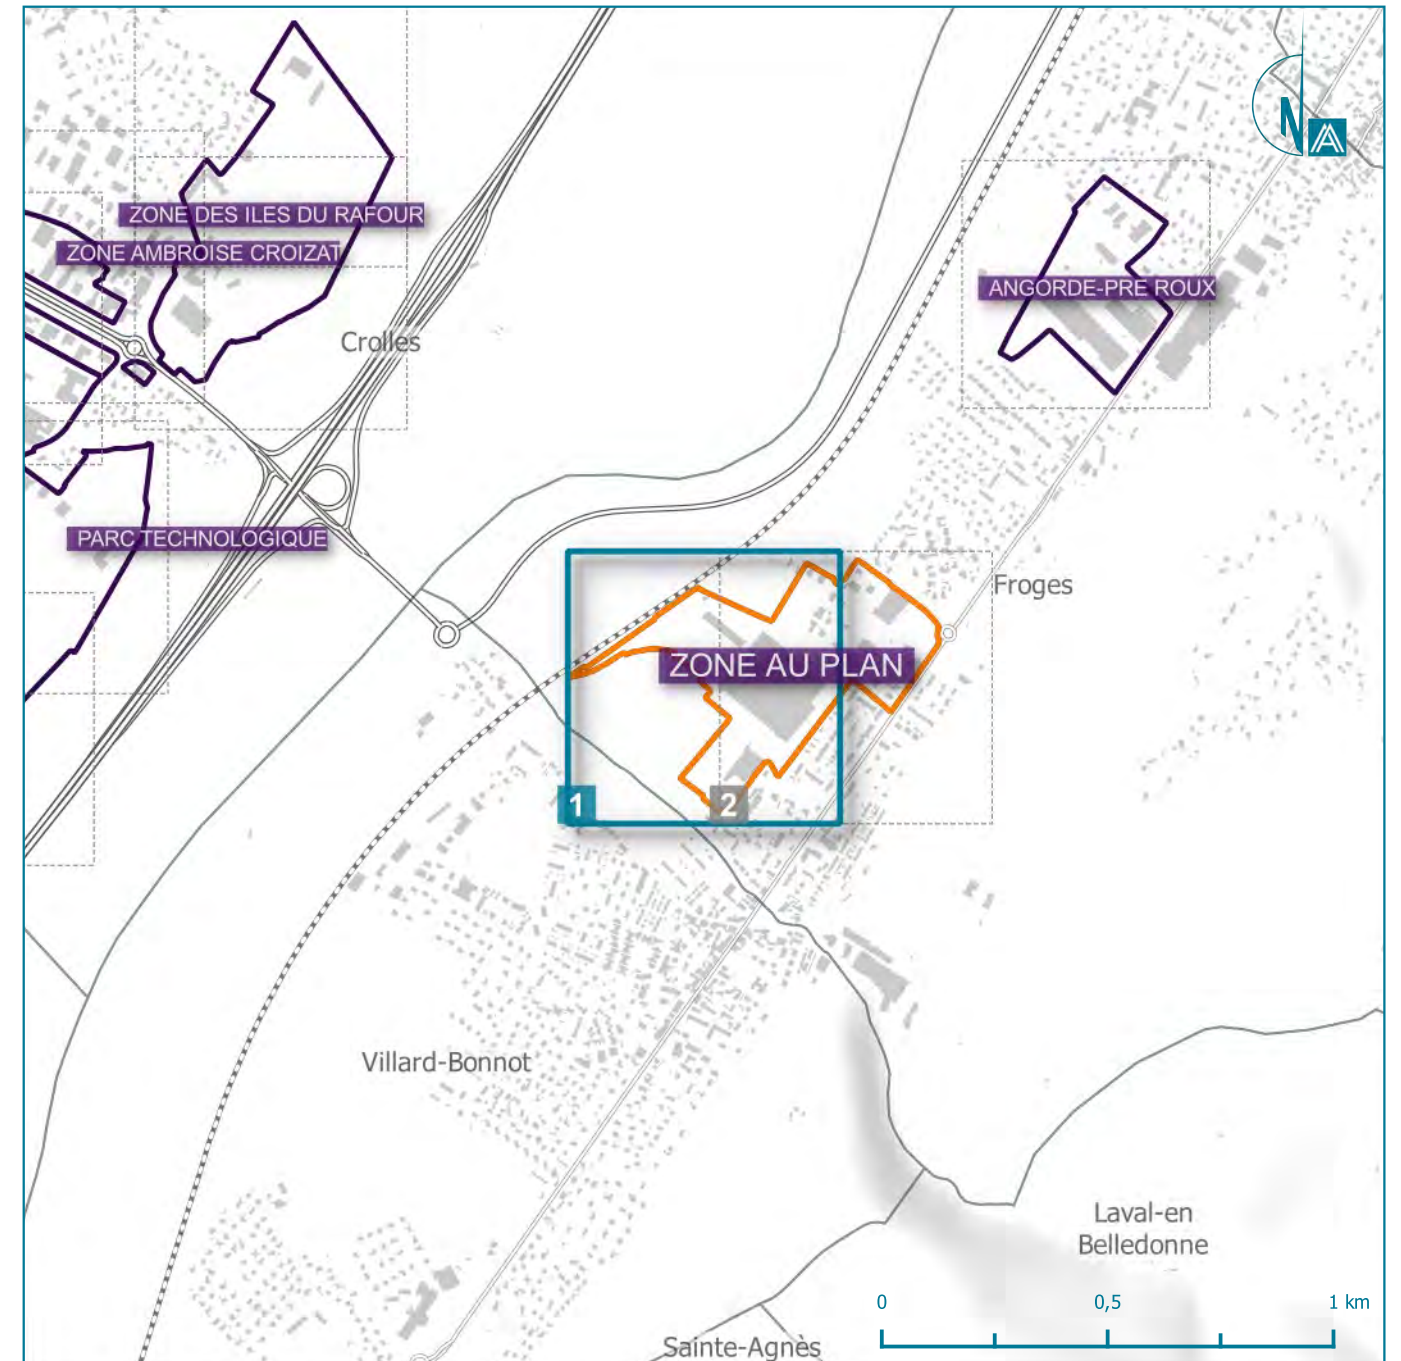 N
ZONE DES ILES DU RAFOUR
ZONE AMBROISE CROIZAT
ANGORDE-PRE ROUX
Crolles
PARC TECHNOLOGIQUE
Froges
ZONE AU PLAN
1
2
Villard-Bonnot
Laval-en
Belledonne
0
0,5
1 km
Sainte-Agnès